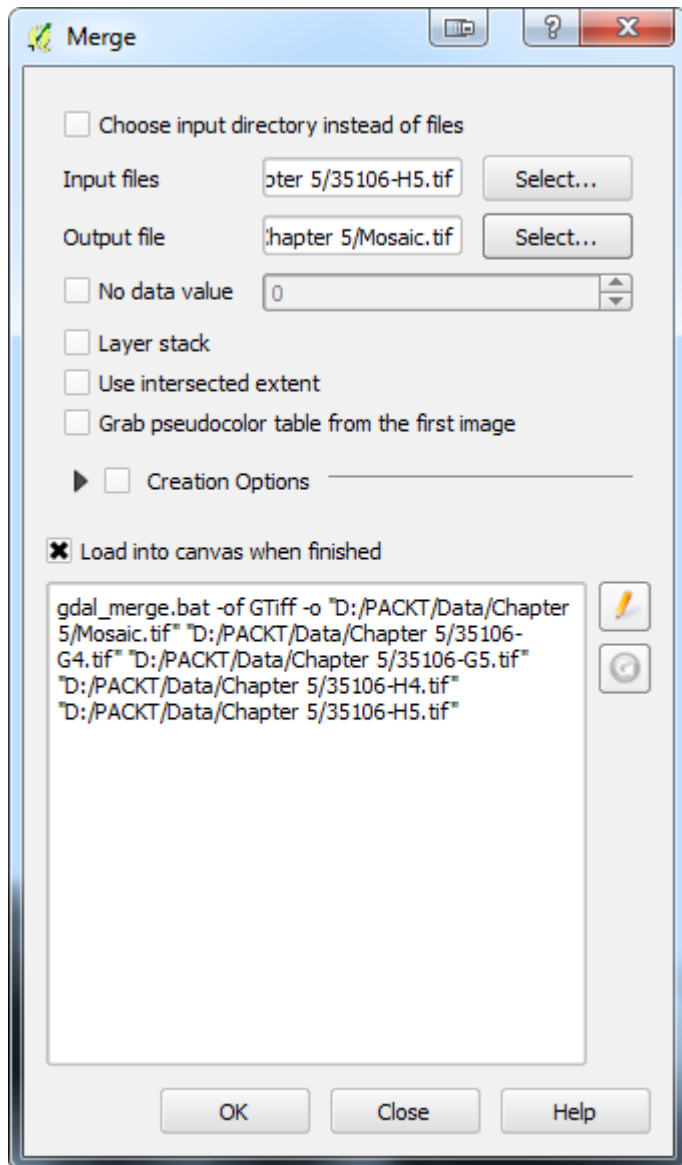 Merge
Choose input directory instead of files
Input files pter 5/35106-H5.tif Select...
Output file Chapter 5/Mosaic.tif Select...
No data value 0
Layer stack
Use intersected extent
Grab pseudocolor table from the first image
Creation Options
Load into canvas when finished
gdal_merge.bat -of GTiff -o "D:/PACKT/Data/Chapter
5/Mosaic.tif" "D:/PACKT/Data/Chapter 5/35106-
G4.tif" "D:/PACKT/Data/Chapter 5/35106-G5.tif"
"D:/PACKT/Data/Chapter 5/35106-H4.tif"
"D:/PACKT/Data/Chapter 5/35106-H5.tif"
OK Close Help